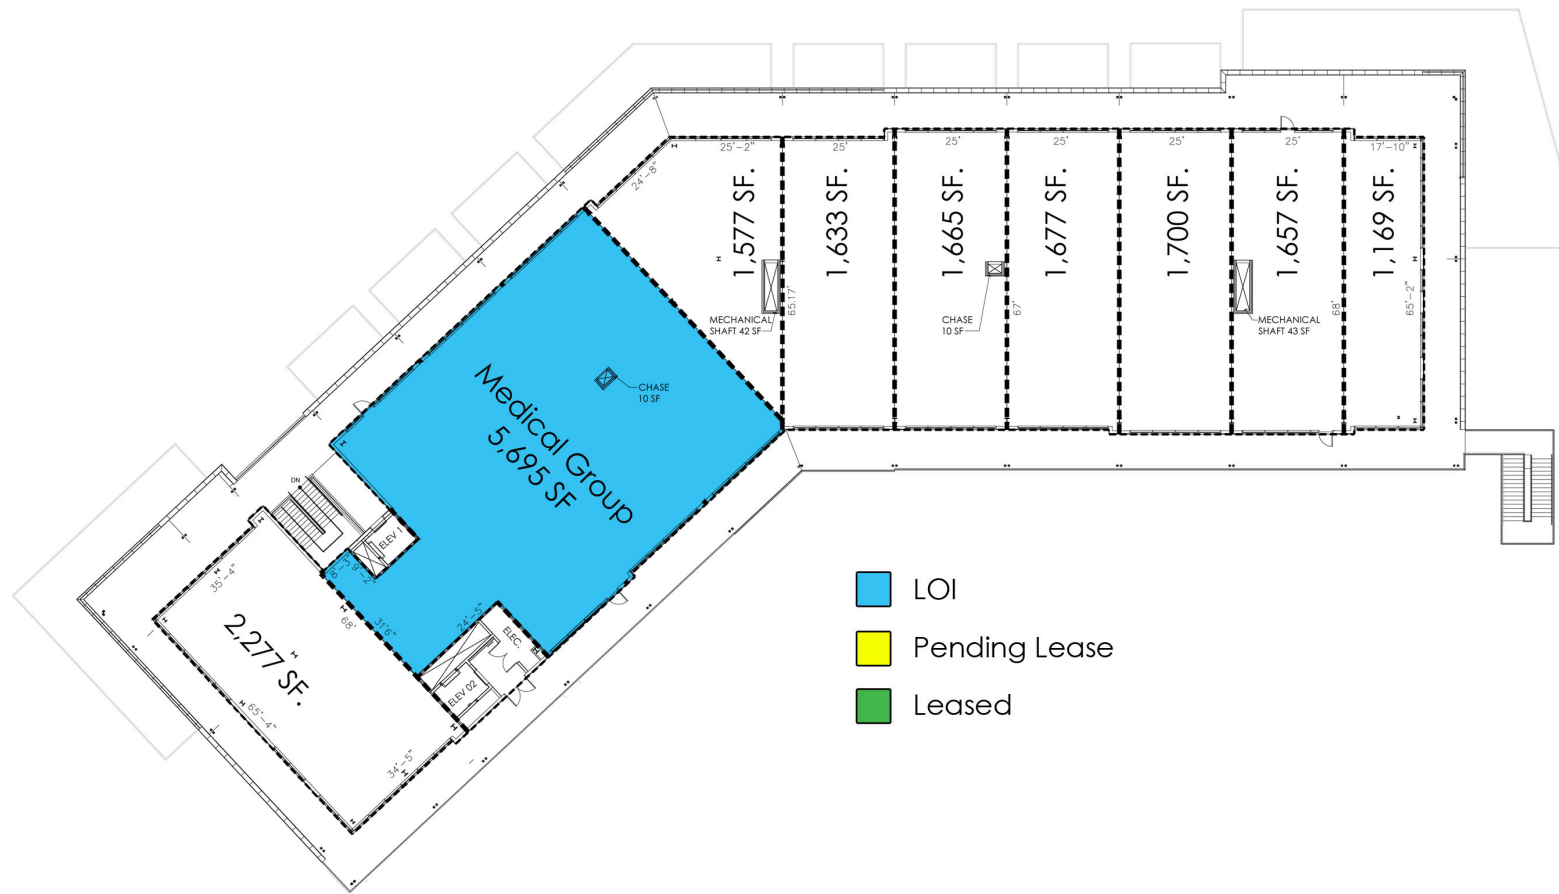 25'-2"
25'
25'
25'
25'
25'
17'-10"
24'-8"
1,577 SF.
1,633 SF.
1,665 SF.
1,677 SF.
1,700 SF.
1,657 SF.
1,169 SF.
65.17'
67'
68'
65'-2"
MECHANICAL
SHAFT 42 SF
CHASE
10 SF
MECHANICAL
SHAFT 43 SF
CHASE
10 SF
Medical Group
5,695 SF
DN
ELEV 1
8'-3"
9'-2"
35'-4"
68'
31'6"
24'-5"
ELEC.
ELEV 02
2,277 SF.
65'-4"
34'-5"
LOI
Pending Lease
Leased